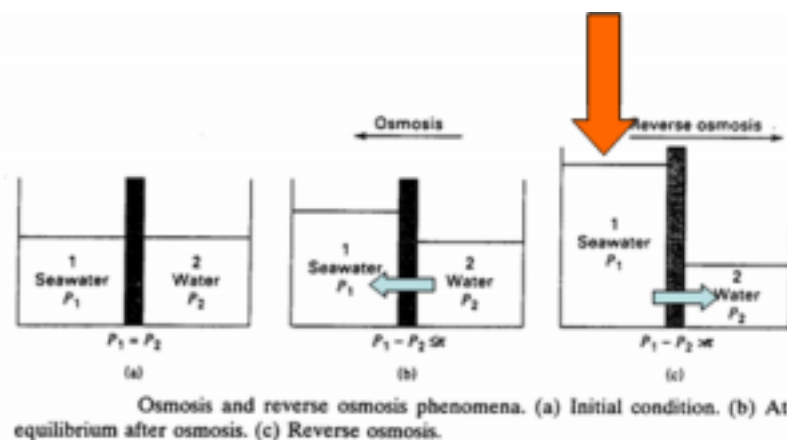 Osmosis
Reverse osmosis
1
Seawater
P1
2
Water
P2
P1 = P2
(a)
1
Seawater
P1
2
Water
P2
P1 − P2 ≤π
(b)
1
Seawater
P1
2
Water
P2
P1 − P2 >π
(c)
Osmosis and reverse osmosis phenomena. (a) Initial condition. (b) At
equilibrium after osmosis. (c) Reverse osmosis.